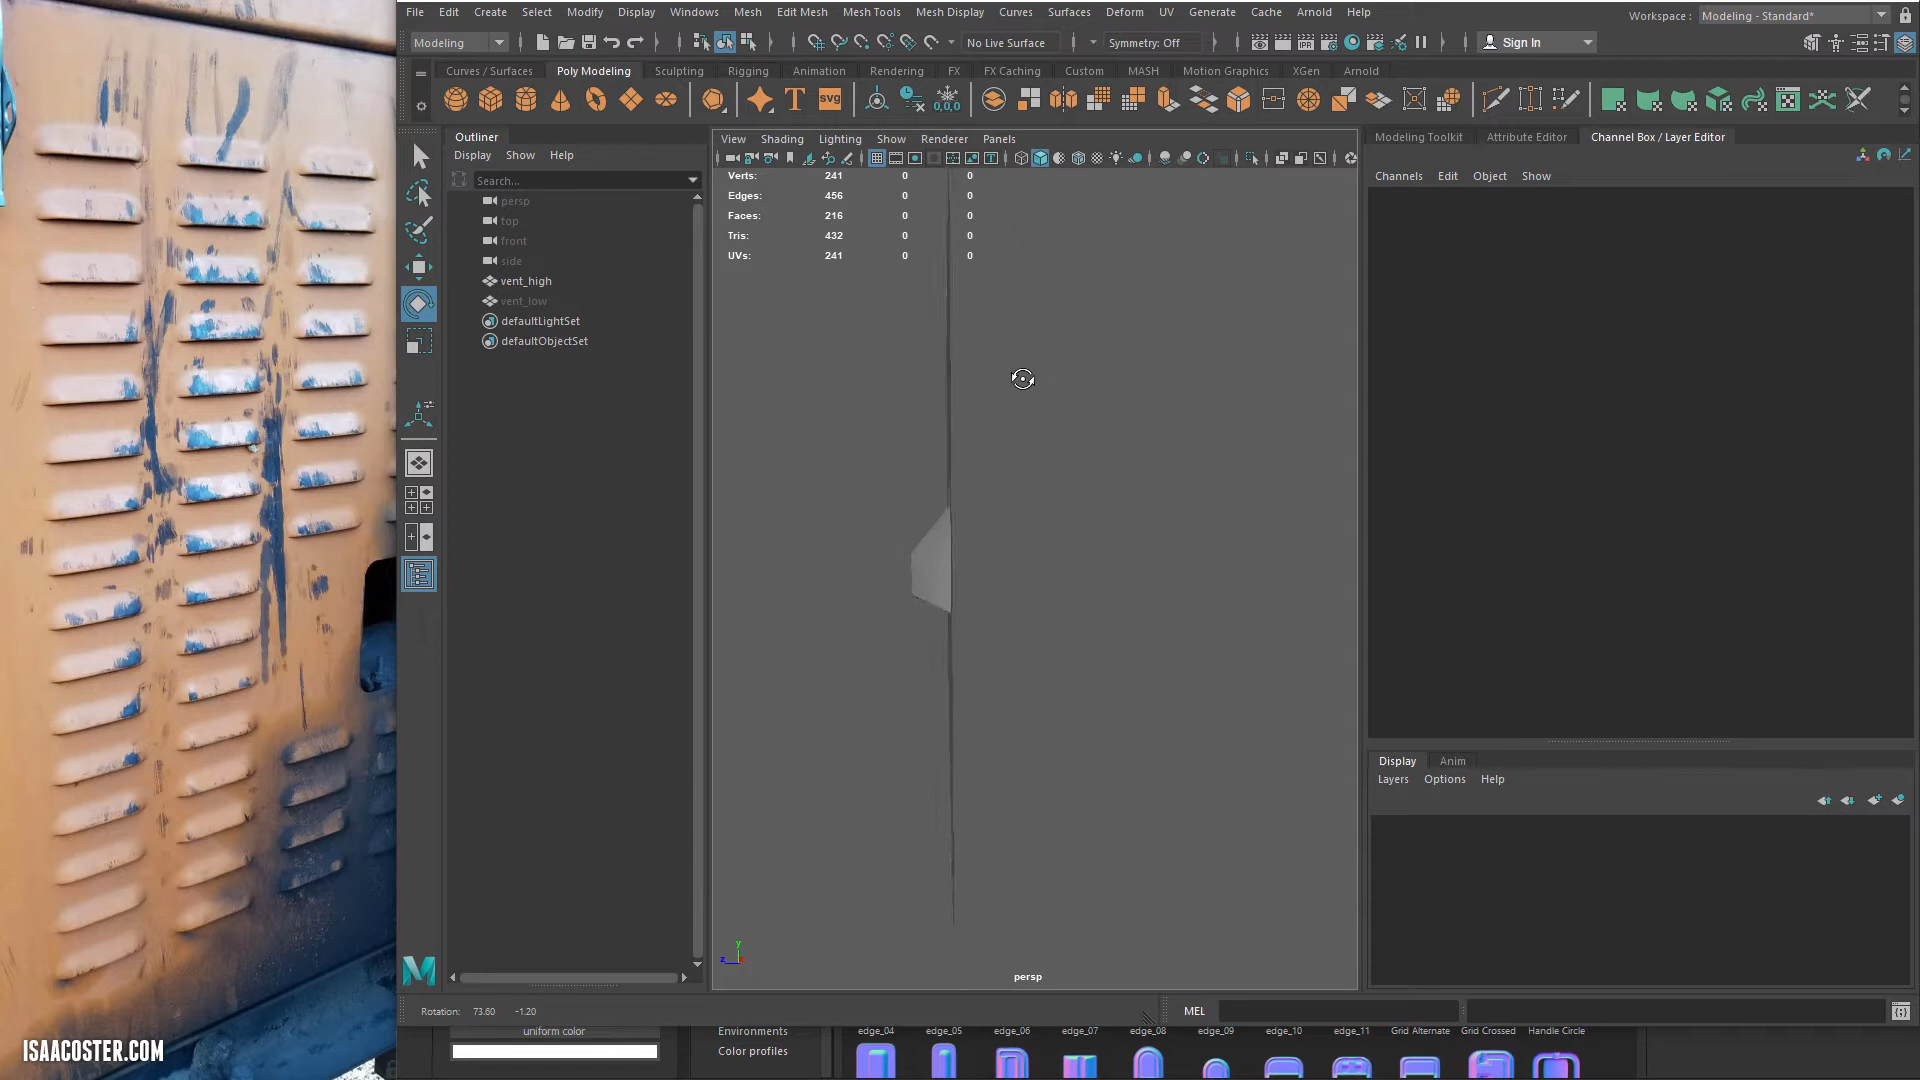 File Edit Create Select Modify Display Windows Mesh Edit Mesh Mesh Tools Mesh Display Curves Surfaces Deform UV Generate Cache Arnold Help
Workspace : Modeling - Standard*
Modeling No Live Surface Symmetry: Off Sign In
Curves / Surfaces Poly Modeling Sculpting Rigging Animation Rendering FX FX Caching Custom MASH Motion Graphics XGen Arnold
T svg 0,0,0
Outliner
Display Show Help
Search...
persp
top
front
side
vent_high
vent_low
defaultLightSet
defaultObjectSet
View Shading Lighting Show Renderer Panels
Verts: 241 0 0
Edges: 456 0 0
Faces: 216 0 0
Tris: 432 0 0
UVs: 241 0 0
y
z
persp
Modeling Toolkit Attribute Editor Channel Box / Layer Editor
Channels Edit Object Show
Display Anim
Layers Options Help
Rotation: 73.60 -1.20
MEL
uniform color
Environments
Color profiles
edge_04 edge_05 edge_06 edge_07 edge_08 edge_09 edge_10 edge_11 Grid Alternate Grid Crossed Handle Circle
ISAACOSTER.COM